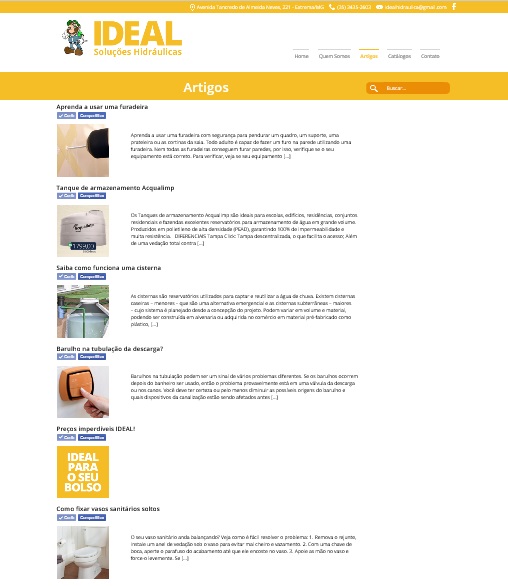 Avenida Tancredo de Almeida Neves, 221 - Extrema/MG
(35) 3435-3803
idealhidraulica@gmail.com
IDEAL
Soluções Hidráulicas
Home Quem Somos Artigos Catálogos Contato
Artigos
Buscar...
Aprenda a usar uma furadeira
Curtir Compartilhar
Aprenda a usar uma furadeira com segurança para pendurar um quadro, um suporte, uma
prateleira ou as cortinas da sala. Todo adulto é capaz de fazer um furo na parede utilizando uma
furadeira. Nem todas as furadeiras conseguem furar paredes, por isso, verifique se o seu
equipamento está correto. Para verificar, veja se seu equipamento [...]
Tanque de armazenamento Acqualimp
Curtir Compartilhar
Os Tanques de armazenamento Acqualimp são ideais para escolas, edifícios, residências, conjuntos
residenciais e fazendas excelentes reservatórios para armazenamento de água em grande volume.
Produzidos em polietileno de alta densidade (PEAD), garantindo 100% de impermeabilidade e
muita resistência. DIFERENCIAIS Tampa Click: Tampa descentralizada, o que facilita o acesso; Além
de uma vedação total contra [...]
Saiba como funciona uma cisterna
Curtir Compartilhar
As cisternas são reservatórios utilizados para captar e reutilizar a água da chuva. Existem cisternas
caseiras – menores – que são uma alternativa emergencial e as cisternas subterrâneas – maiores
– cujo sistema é planejado desde a concepção do projeto. Podem variar em volume e material,
podendo ser construída em alvenaria ou adquirida no comércio em material pré-fabricado como
plástico, [...]
Barulho na tubulação da descarga?
Curtir Compartilhar
Barulhos na tubulação podem ser um sinal de vários problemas diferentes. Se os ruídos ocorrem
depois do banheiro ser usado, então o problema provavelmente está em uma válvula da descarga
ou nos canos. Você deve ter certeza ou pelo menos diminuir as possíveis origens do barulho e
quais dispositivos da canalização estão sendo afetados antes [...]
Preços imperdíveis IDEAL!
Curtir Compartilhar
IDEAL
PARA
O SEU
BOLSO
Como fixar vasos sanitários soltos
Curtir Compartilhar
O seu vaso sanitário anda balançando? Veja como é fácil resolver o problema: 1. Remova o rejunte,
instale um anel de vedação sob o vaso para evitar mal cheiro e vazamento. 2. Com uma chave de
boca, aperte o parafuso do acabamento até que ele encoste no vaso. 3. Apoie as mão no vaso e
force-o levemente. Se [...]